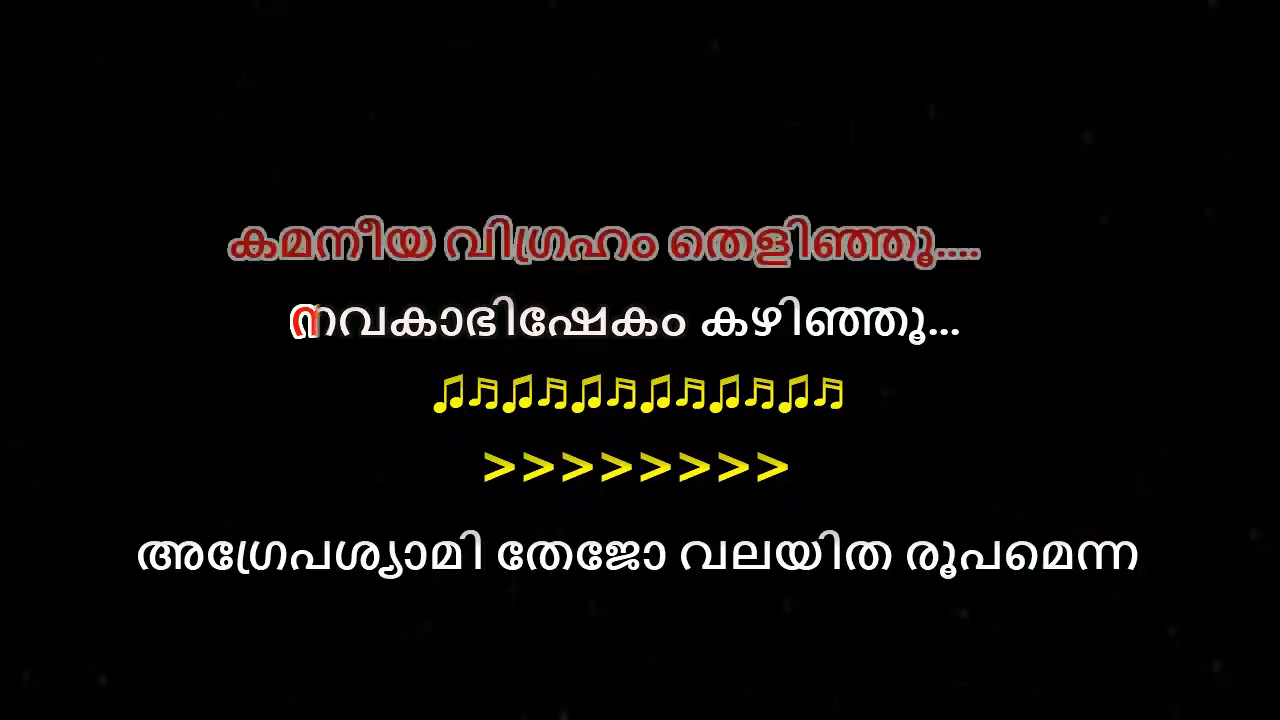 കമനീയ വിഗ്രഹം തെളിഞ്ഞൂ....
നവകാഭിഷേകം കഴിഞ്ഞൂ...
♫♬♫♬♫♬♫♬♫♬♫♬
>>>>>>>>
അഗ്രേപശ്യാമി തേജോ വലയിത രൂപമെന്ന